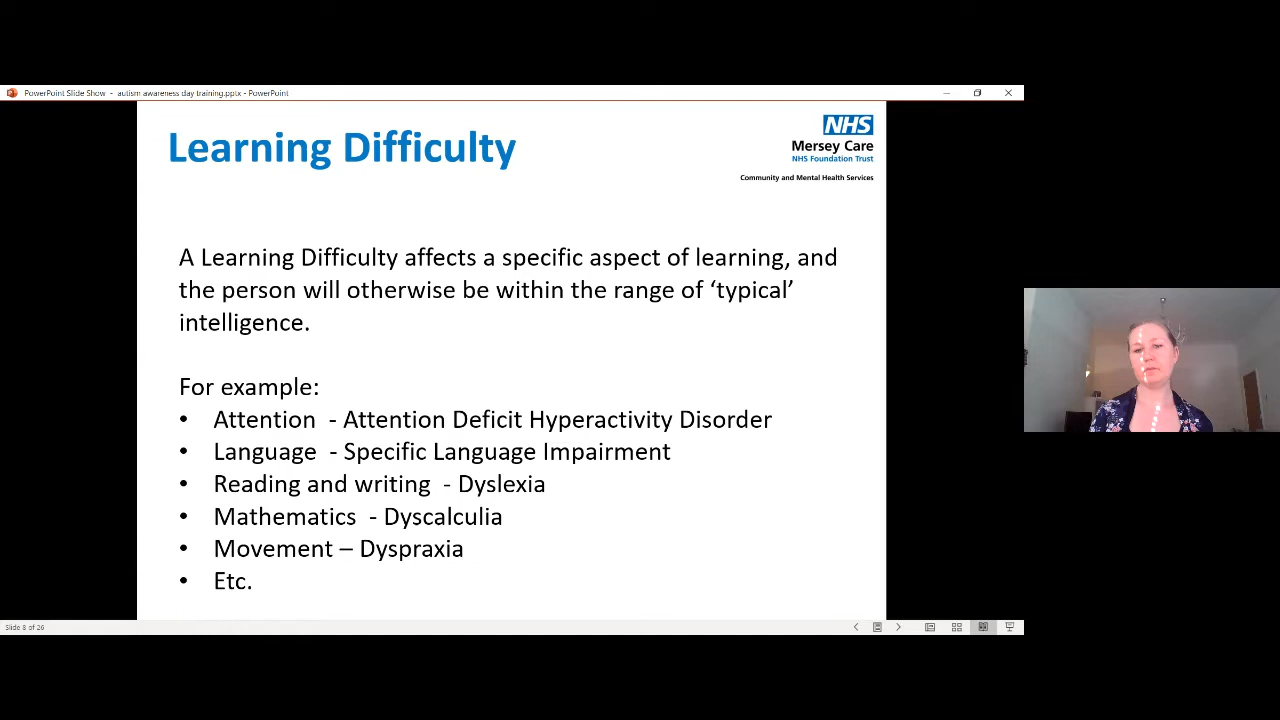 PowerPoint Slide Show - autism awareness day training.pptx - PowerPoint
Learning Difficulty
NHS
Mersey Care
NHS Foundation Trust
Community and Mental Health Services
A Learning Difficulty affects a specific aspect of learning, and
the person will otherwise be within the range of ‘typical’
intelligence.
For example:
• Attention - Attention Deficit Hyperactivity Disorder
• Language - Specific Language Impairment
• Reading and writing - Dyslexia
• Mathematics - Dyscalculia
• Movement – Dyspraxia
• Etc.
Slide 8 of 26